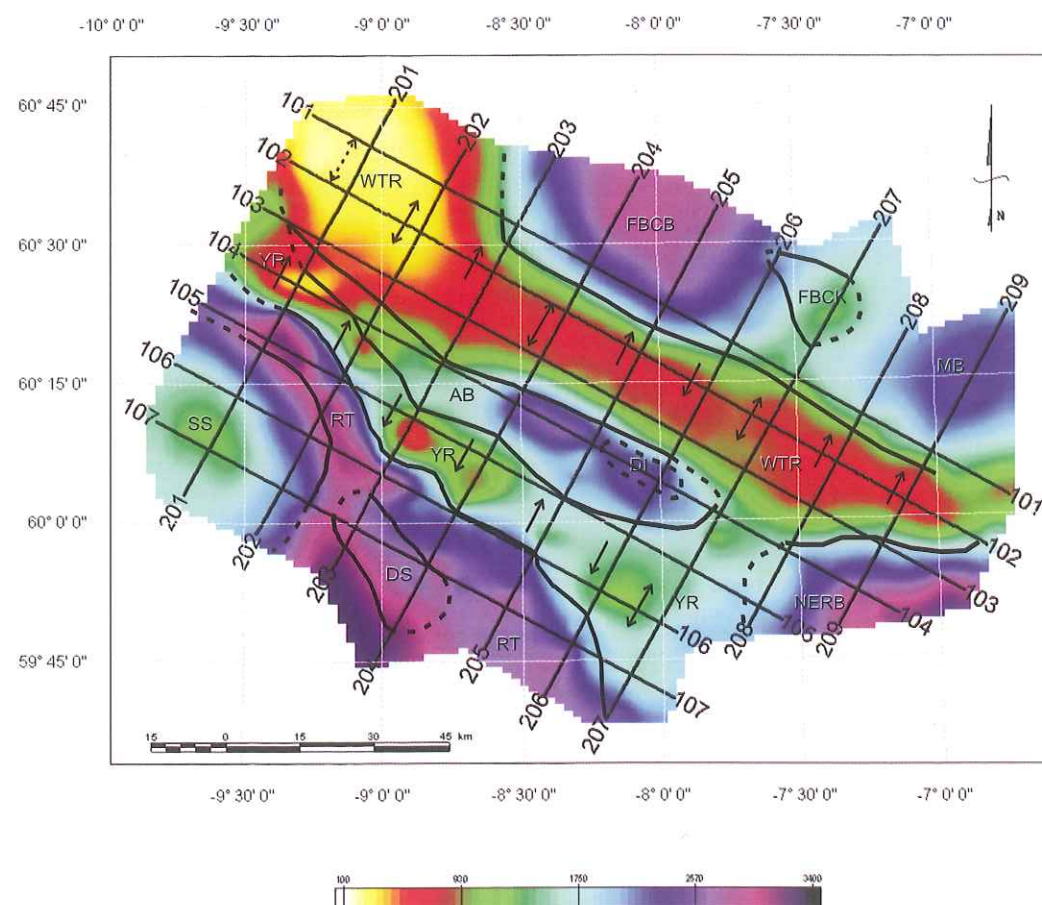 -10° 0' 0" -9° 30' 0" -9° 0' 0" -8° 30' 0" -8° 0' 0" -7° 30' 0" -7° 0' 0"
60° 45' 0"
60° 30' 0"
60° 15' 0"
60° 0' 0"
59° 45' 0"
201
101
202
203
102
204
WTR
205
103
207
FBCB
206
104
YR
FBCK
105
208
209
106
MB
107
AB
RT
SS
YR
DI
WTR
101
201
102
202
DS
203
YR
NERB
103
104
106
106
208
209
RT
204
205
206
107
207
N
15 0 15 30 45 km
-9° 30' 0" -9° 0' 0" -8° 30' 0" -8° 0' 0" -7° 30' 0" -7° 0' 0"
100 930 1750 2570 3400